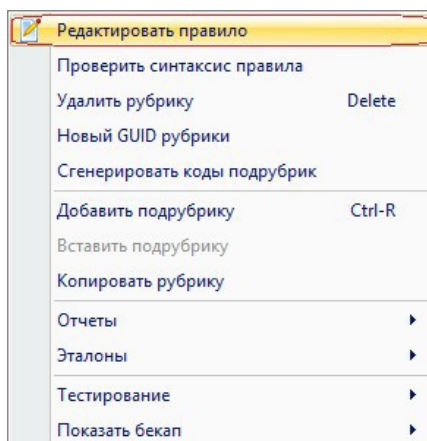 Редактировать правило
Проверить синтаксис правила
Удалить рубрику Delete
Новый GUID рубрики
Сгенерировать коды подрубрик
Добавить подрубрику Ctrl-R
Вставить подрубрику
Копировать рубрику
Отчеты
Эталоны
Тестирование
Показать бекап